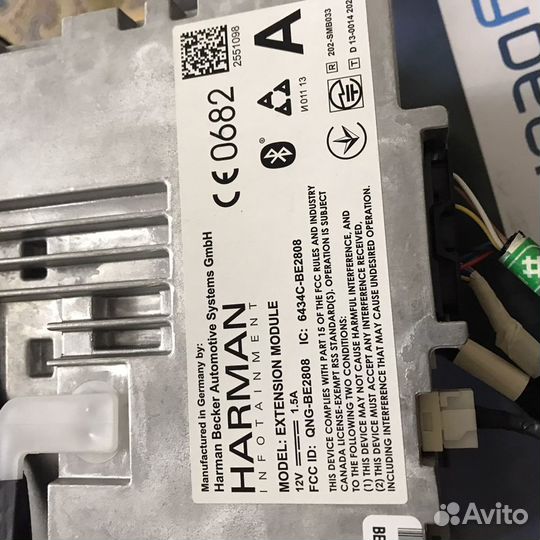 Manufactured in Germany by:
Harman Becker Automotive Systems GmbH
HARMAN
INFOTAINMENT
MODEL: EXTENSION MODULE
12V 1.5A
FCC ID: QNG-BE2808 IC: 6434C-BE2808
THIS DEVICE COMPLIES WITH PART 15 OF THE FCC RULES AND INDUSTRY
CANADA LICENSE-EXEMPT RSS STANDARD(S). OPERATION IS SUBJECT
TO THE FOLLOWING TWO CONDITIONS:
(1) THIS DEVICE MAY NOT CAUSE HARMFUL INTERFERENCE, AND
(2) THIS DEVICE MUST ACCEPT ANY INTERFERENCE RECEIVED,
INCLUDING INTERFERENCE THAT MAY CAUSE UNDESIRED OPERATION.
CE0682
2551098
A
И011 13
R 202-SMB033
T D 13-0014 202
BE
Avito